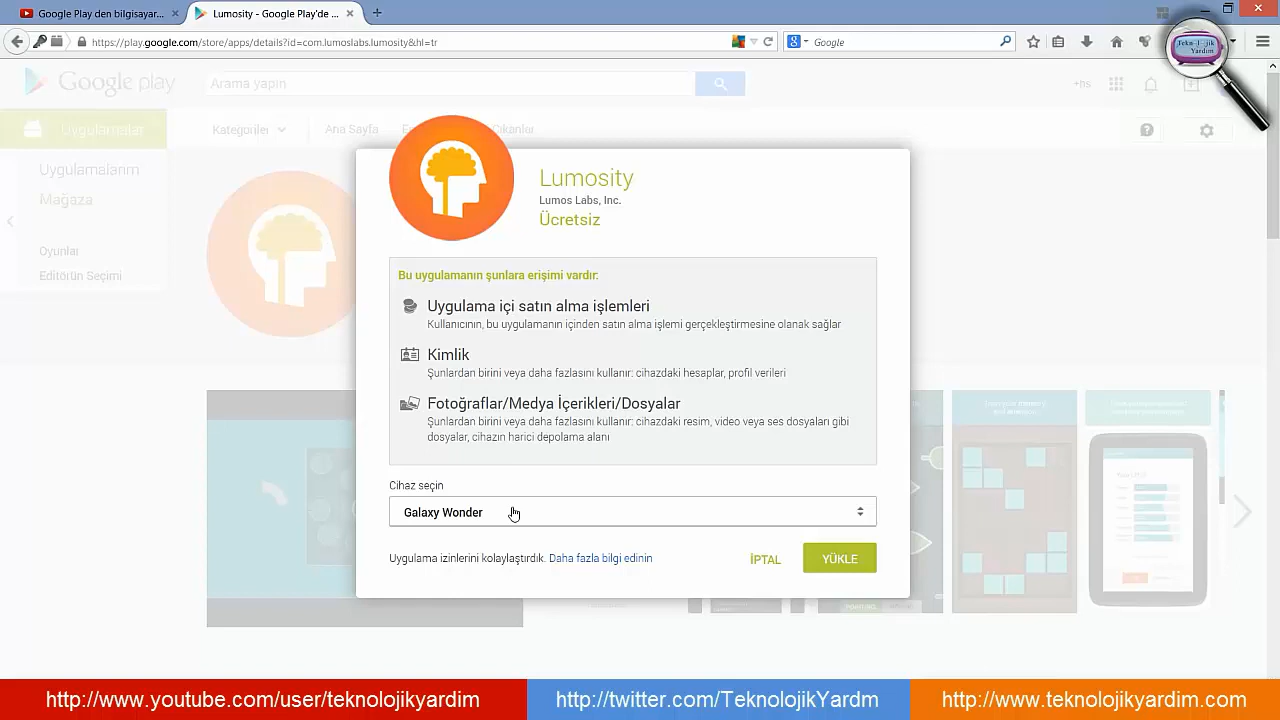 Google Play den bilgisayar...
Lumosity - Google Play'de ...
https://play.google.com/store/apps/details?id=com.lumoslabs.lumosity&hl=tr
Google
Google play
Arama yapın
Uygulamalar
Kategoriler
Ana Sayfa
Çıkanlar
Uygulamalarım
Mağaza
Oyunlar
Editörün Seçimi
Lumosity
Lumos Labs, Inc.
Ücretsiz
Bu uygulamanın şunlara erişimi vardır:
Uygulama içi satın alma işlemleri
Kullanıcının, bu uygulamanın içinden satın alma işlemi gerçekleştirmesine olanak sağlar
Kimlik
Şunlardan birini veya daha fazlasını kullanır: cihazdaki hesaplar, profil verileri
Fotoğraflar/Medya İçerikleri/Dosyalar
Şunlardan birini veya daha fazlasını kullanır: cihazdaki resim, video veya ses dosyaları gibi
dosyalar, cihazın harici depolama alanı
Cihaz seçin
Galaxy Wonder
Uygulama izinlerini kolaylaştırdık. Daha fazla bilgi edinin
İPTAL
YÜKLE
http://www.youtube.com/user/teknolojikyardim
http://twitter.com/TeknolojikYardm
http://www.teknolojikyardim.com